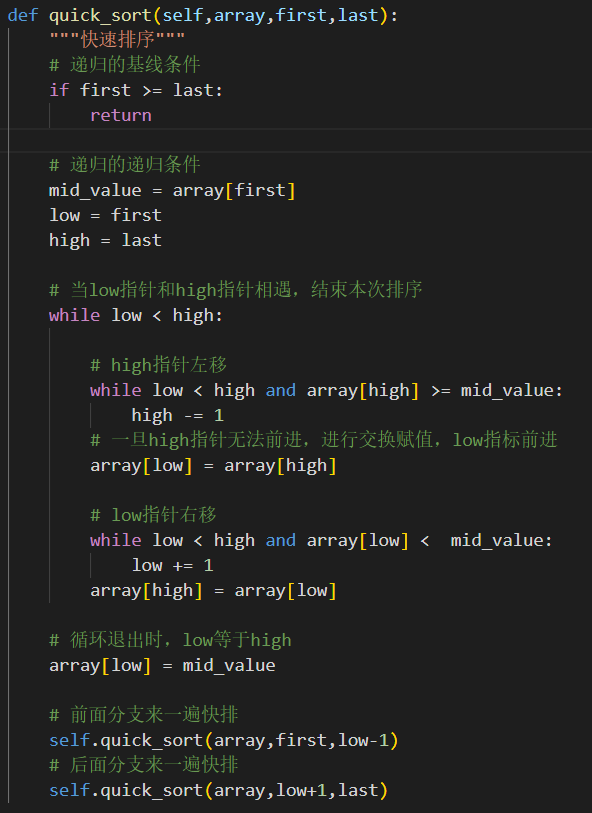 def quick_sort(self,array,first,last):
    """快速排序"""
    # 递归的基线条件
    if first >= last:
        return
    # 递归的递归条件
    mid_value = array[first]
    low = first
    high = last
    # 当low指针和high指针相遇，结束本次排序
    while low < high:
        # high指针左移
        while low < high and array[high] >= mid_value:
            high -= 1
        # 一旦high指针无法前进，进行交换赋值，low指标前进
        array[low] = array[high]
        # low指针右移
        while low < high and array[low] <  mid_value:
            low += 1
        array[high] = array[low]
    # 循环退出时，low等于high
    array[low] = mid_value
    # 前面分支来一遍快排
    self.quick_sort(array,first,low-1)
    # 后面分支来一遍快排
    self.quick_sort(array,low+1,last)